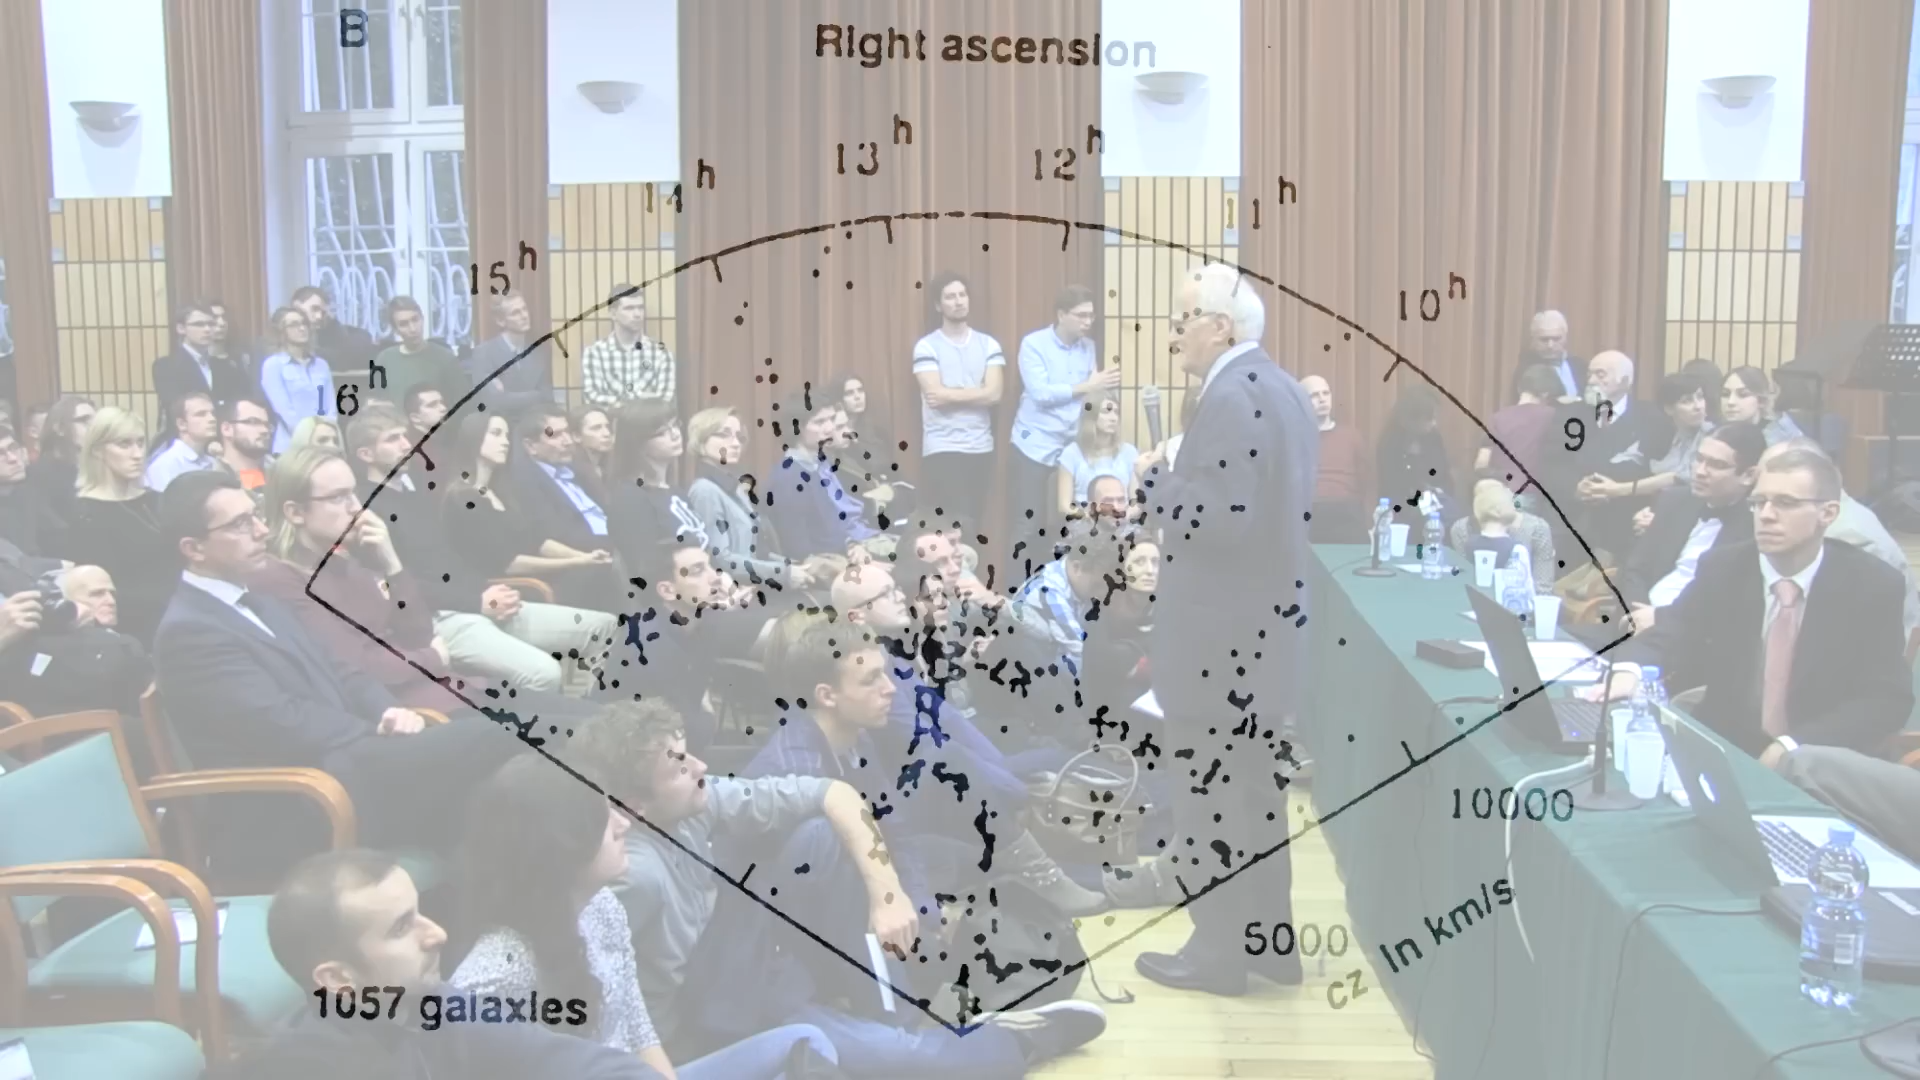 B
Right ascension
13h
12h
14h
11h
15h
10h
16h
9h
10000
5000
cz in km/s
1057 galaxies